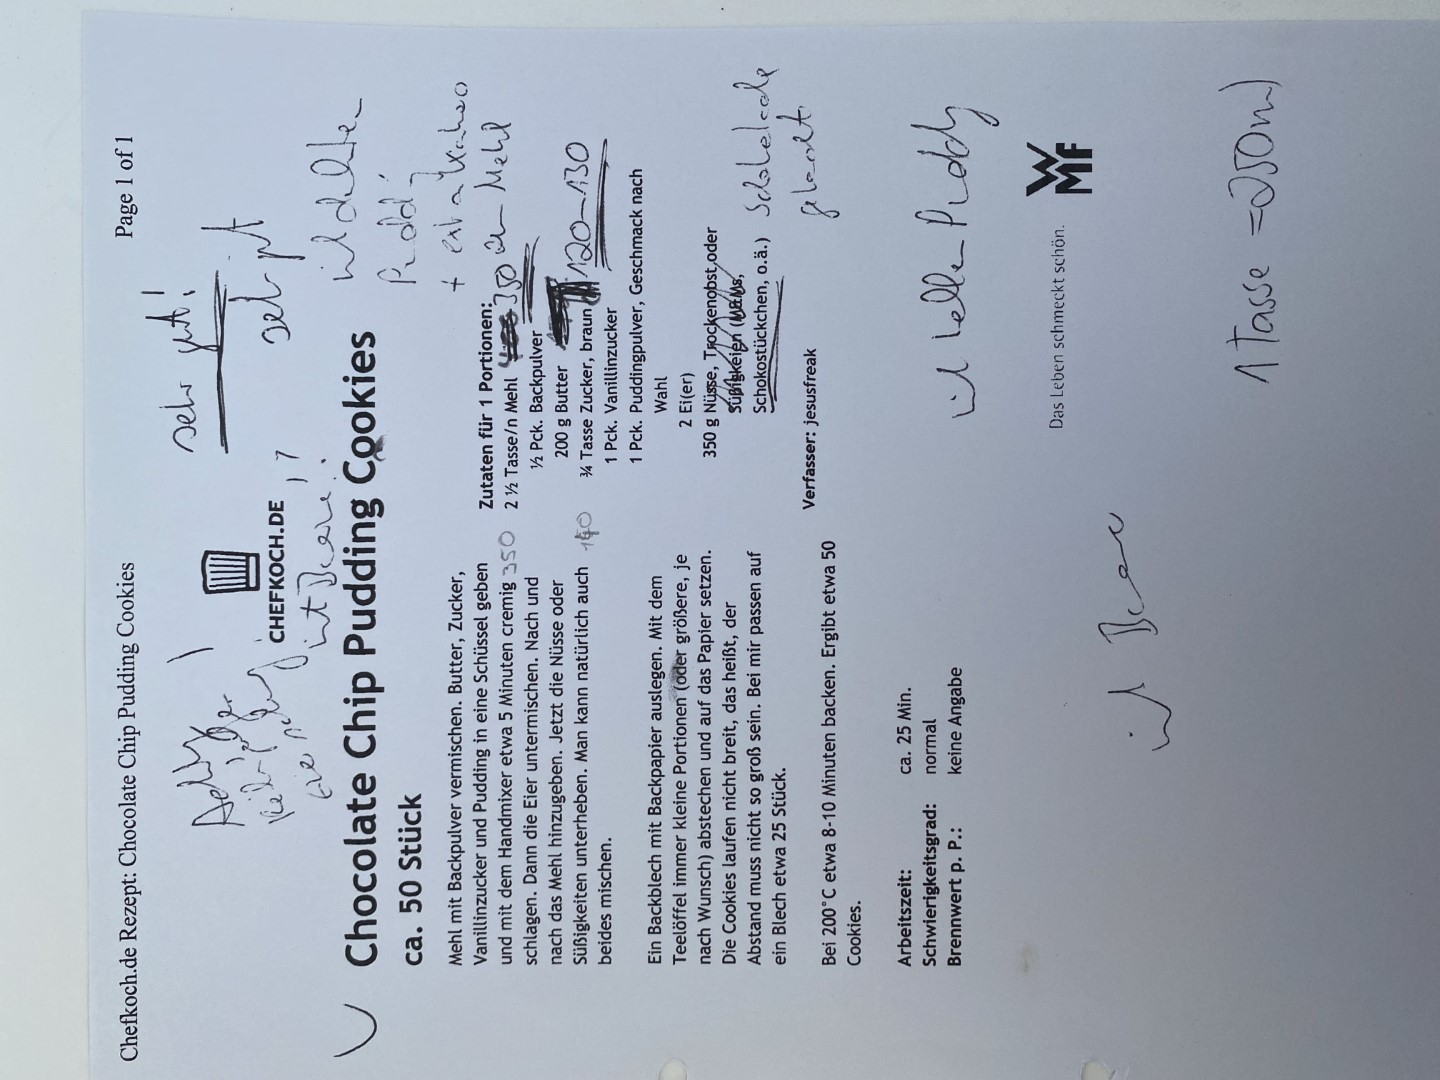 Chefkoch.de Rezept: Chocolate Chip Pudding Cookies
Page 1 of 1
sehr gut!
sehr gut
CHEFKOCH.DE
Chocolate Chip Pudding Cookies
ca. 50 Stück
Mehl mit Backpulver vermischen. Butter, Zucker,
Vanillinzucker und Pudding in eine Schüssel geben
und mit dem Handmixer etwa 5 Minuten cremig 350
schlagen. Dann die Eier untermischen. Nach und
nach das Mehl hinzugeben. Jetzt die Nüsse oder
Süßigkeiten unterheben. Man kann natürlich auch
beides mischen.
Ein Backblech mit Backpapier auslegen. Mit dem
Teelöffel immer kleine Portionen (oder größere, je
nach Wunsch) abstechen und auf das Papier setzen.
Die Cookies laufen nicht breit, das heißt, der
Abstand muss nicht so groß sein. Bei mir passen auf
ein Blech etwa 25 Stück.
Bei 200°C etwa 8-10 Minuten backen. Ergibt etwa 50
Cookies.
Arbeitszeit: ca. 25 Min.
Schwierigkeitsgrad: normal
Brennwert p. P.: keine Angabe
Zutaten für 1 Portionen:
2 ½ Tasse/n Mehl 350 Mehl
½ Pck. Backpulver
200 g Butter
¾ Tasse Zucker, braun 120-130
1 Pck. Vanillinzucker
1 Pck. Puddingpulver, Geschmack nach
Wahl
2 Ei(er)
350 g Nüsse, Trockenobst oder
Süßigkeien (M&Ms,
Schokostückchen, o.ä.) Schokolade
gehackt
Verfasser: jesusfreak
Das Leben schmeckt schön.
WMF
1 Tasse = 250ml